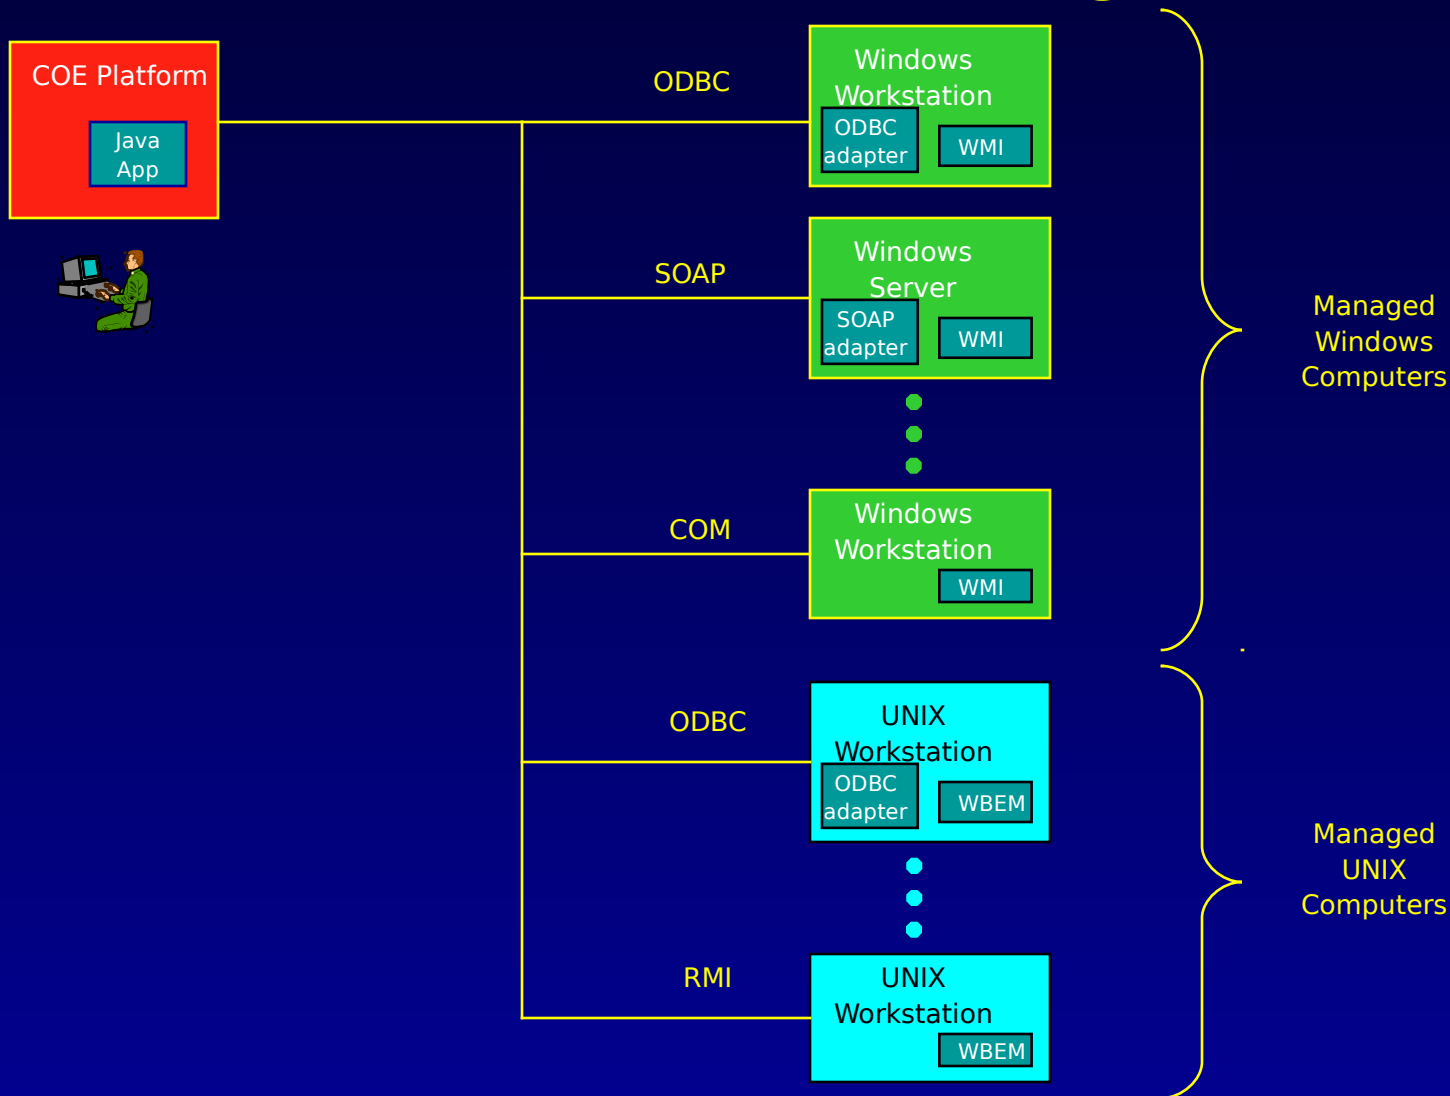 COE Platform
Java
App
ODBC
Windows
Workstation
ODBC
adapter
WMI
SOAP
Windows
Server
SOAP
adapter
WMI
Managed
Windows
Computers
COM
Windows
Workstation
WMI
ODBC
UNIX
Workstation
ODBC
adapter
WBEM
Managed
UNIX
Computers
RMI
UNIX
Workstation
WBEM